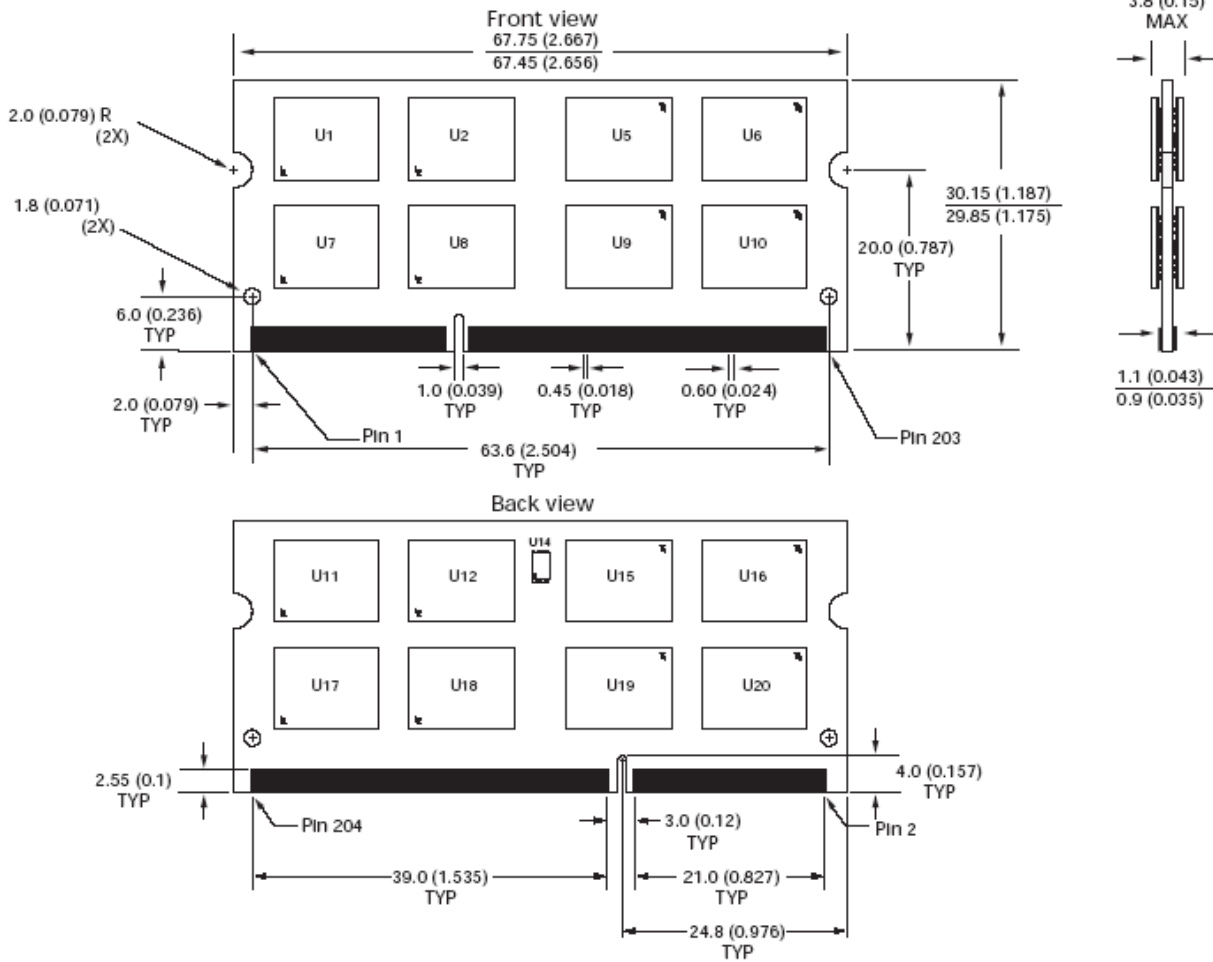 Front view
67.75 (2.667)
67.45 (2.656)
3.8 (0.15)
MAX
2.0 (0.079) R
(2X)
U1
U2
U5
U6
1.8 (0.071)
(2X)
30.15 (1.187)
29.85 (1.175)
U7
U8
U9
U10
20.0 (0.787)
TYP
6.0 (0.236)
TYP
1.0 (0.039)
TYP
0.45 (0.018)
TYP
0.60 (0.024)
TYP
1.1 (0.043)
0.9 (0.035)
2.0 (0.079)
TYP
Pin 1
Pin 203
63.6 (2.504)
TYP
Back view
U14
U11
U12
U15
U16
U17
U18
U19
U20
2.55 (0.1)
TYP
4.0 (0.157)
TYP
Pin 204
3.0 (0.12)
TYP
Pin 2
39.0 (1.535)
TYP
21.0 (0.827)
TYP
24.8 (0.976)
TYP